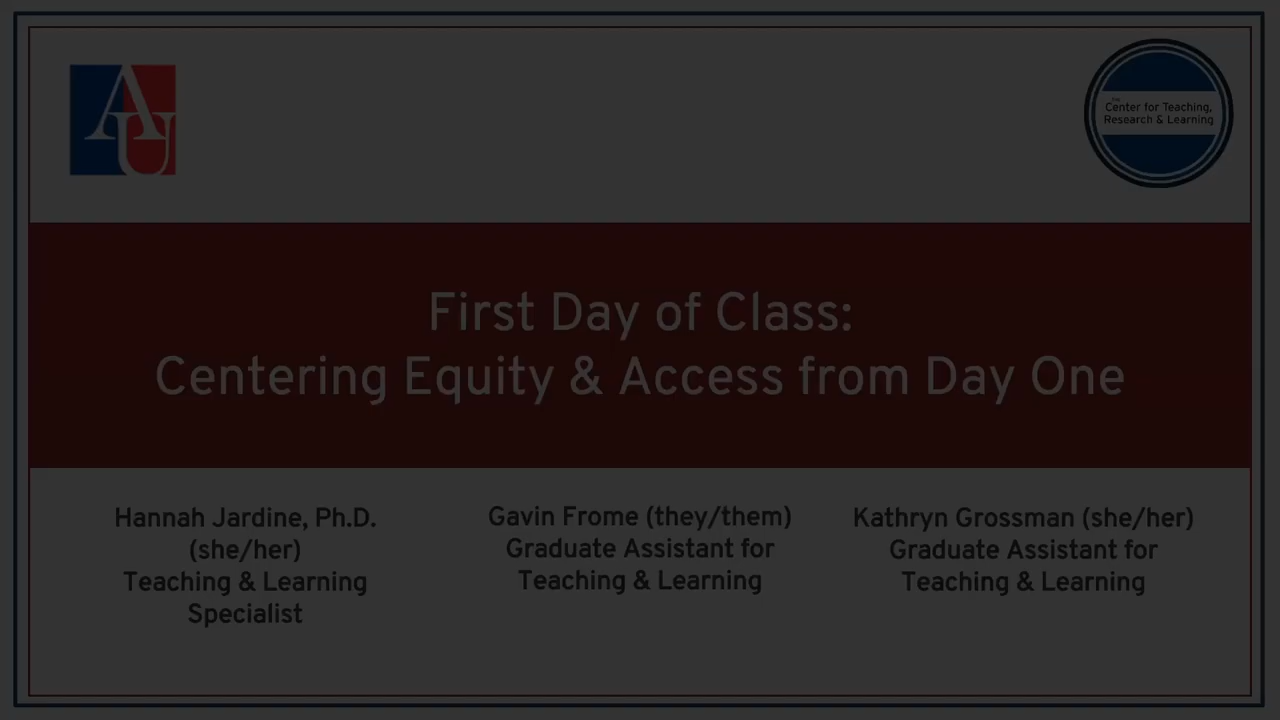 AU
The
Center for Teaching,
Research & Learning
First Day of Class:
Centering Equity & Access from Day One
Hannah Jardine, Ph.D.
(she/her)
Teaching & Learning
Specialist
Gavin Frome (they/them)
Graduate Assistant for
Teaching & Learning
Kathryn Grossman (she/her)
Graduate Assistant for
Teaching & Learning